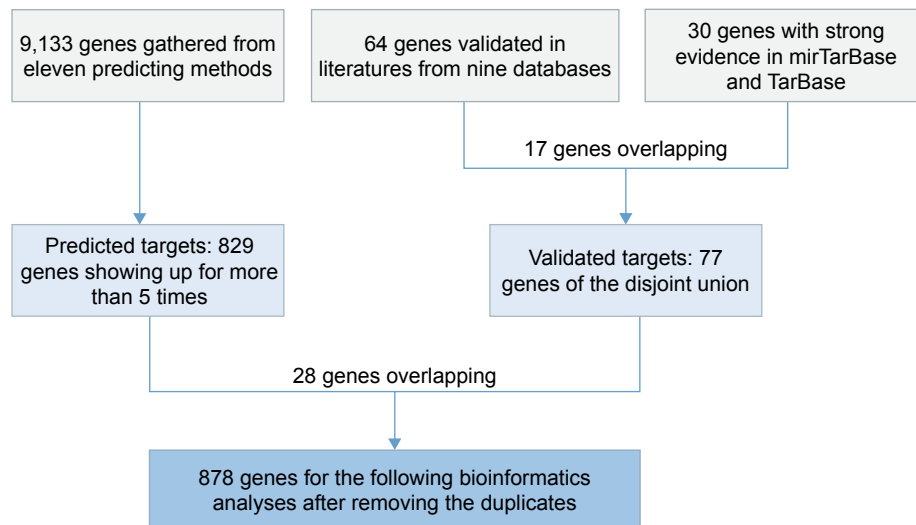 9,133 genes gathered from
eleven predicting methods
64 genes validated in
literatures from nine databases
30 genes with strong
evidence in mirTarBase
and TarBase
17 genes overlapping
Predicted targets: 829
genes showing up for more
than 5 times
Validated targets: 77
genes of the disjoint union
28 genes overlapping
878 genes for the following bioinformatics
analyses after removing the duplicates